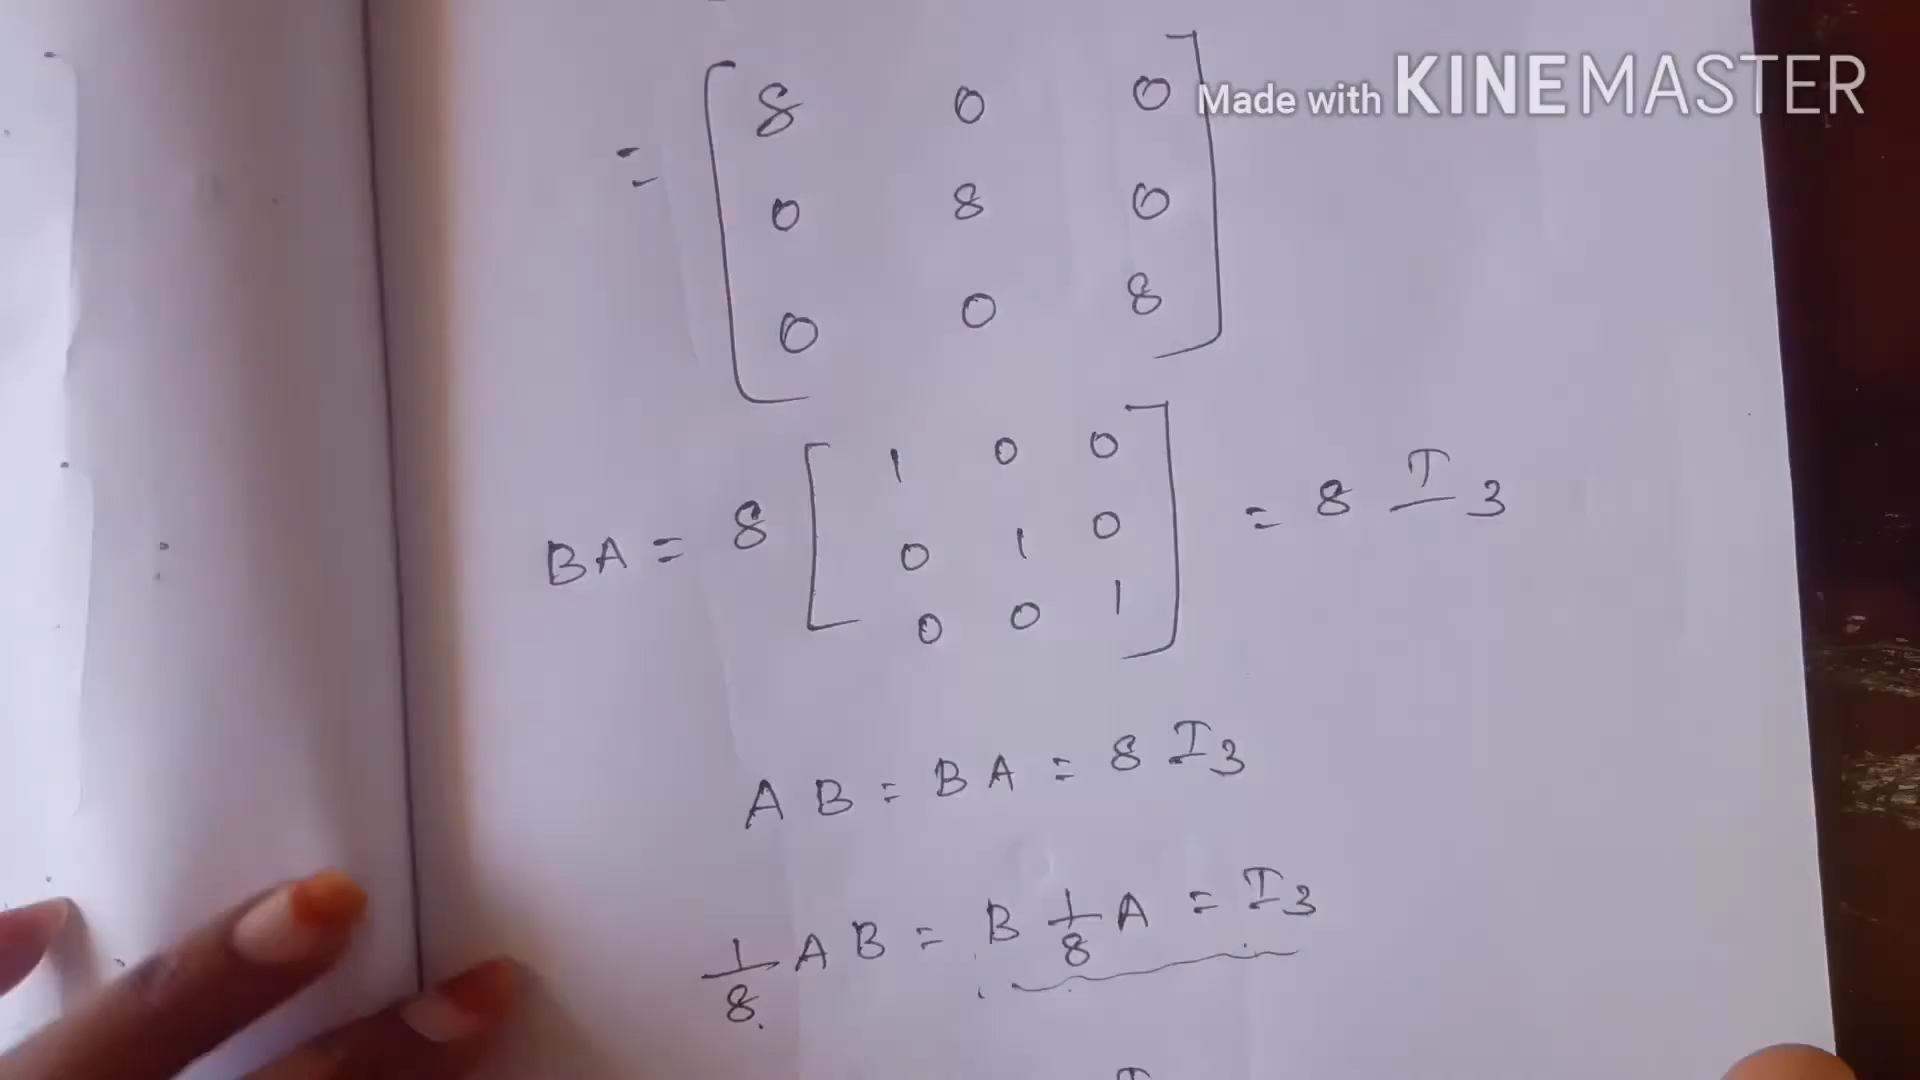 Made with KINEMASTER
= [ 8 0 0
0 8 0
0 0 8 ]
BA = 8 [ 1 0 0
0 1 0
0 0 1 ] = 8 I3
AB = BA = 8 I3
1/8 AB = B 1/8 A = I3